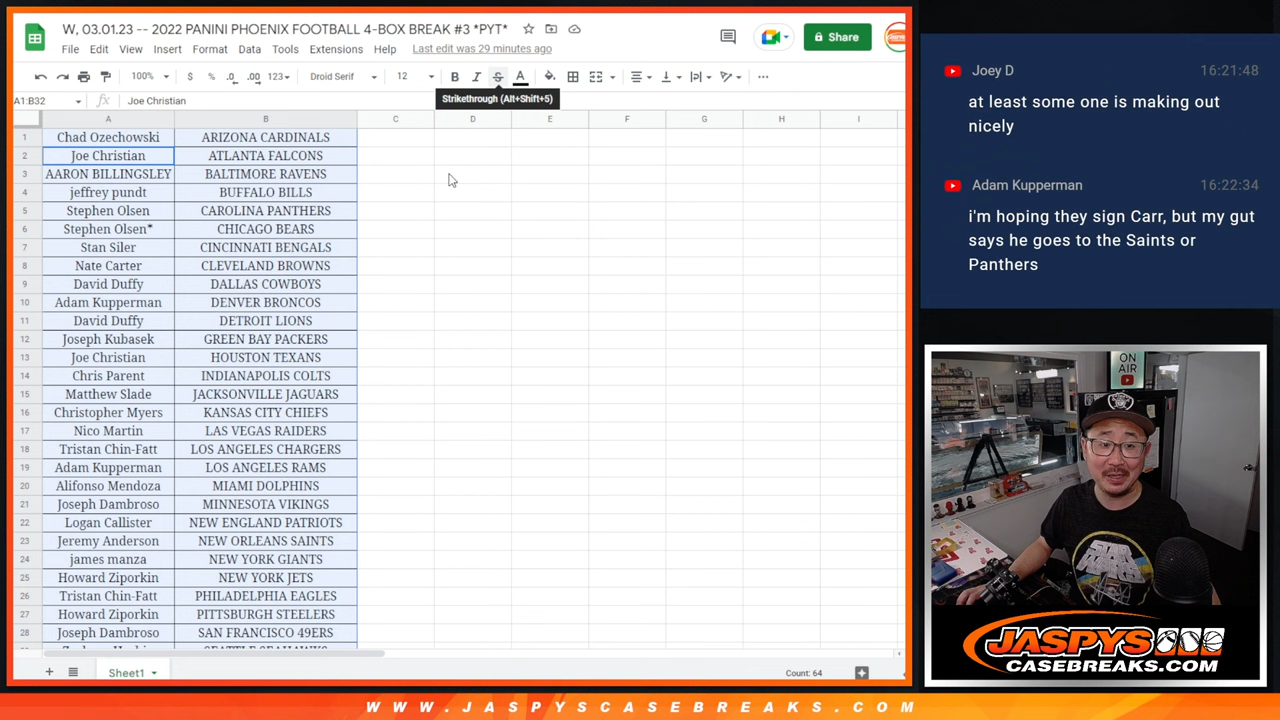 W, 03.01.23 -- 2022 PANINI PHOENIX FOOTBALL 4-BOX BREAK #3 *PYT*
File Edit View Insert Format Data Tools Extensions Help Last edit was 29 minutes ago
Share
100% $ % .0 .00 123 Droid Serif 12 B I S A
Strikethrough (Alt+Shift+5)
A1:B32 fx Joe Christian
A B C D E F G H I
1 Chad Ozechowski ARIZONA CARDINALS
2 Joe Christian ATLANTA FALCONS
3 AARON BILLINGSLEY BALTIMORE RAVENS
4 jeffrey pundt BUFFALO BILLS
5 Stephen Olsen CAROLINA PANTHERS
6 Stephen Olsen* CHICAGO BEARS
7 Stan Siler CINCINNATI BENGALS
8 Nate Carter CLEVELAND BROWNS
9 David Duffy DALLAS COWBOYS
10 Adam Kupperman DENVER BRONCOS
11 David Duffy DETROIT LIONS
12 Joseph Kubasek GREEN BAY PACKERS
13 Joe Christian HOUSTON TEXANS
14 Chris Parent INDIANAPOLIS COLTS
15 Matthew Slade JACKSONVILLE JAGUARS
16 Christopher Myers KANSAS CITY CHIEFS
17 Nico Martin LAS VEGAS RAIDERS
18 Tristan Chin-Fatt LOS ANGELES CHARGERS
19 Adam Kupperman LOS ANGELES RAMS
20 Alifonso Mendoza MIAMI DOLPHINS
21 Joseph Dambroso MINNESOTA VIKINGS
22 Logan Callister NEW ENGLAND PATRIOTS
23 Jeremy Anderson NEW ORLEANS SAINTS
24 james manza NEW YORK GIANTS
25 Howard Ziporkin NEW YORK JETS
26 Tristan Chin-Fatt PHILADELPHIA EAGLES
27 Howard Ziporkin PITTSBURGH STEELERS
28 Joseph Dambroso SAN FRANCISCO 49ERS
SEATTLE SEAHAWKS
Sheet1
Count: 64
Joey D 16:21:48
at least some one is making out
nicely
Adam Kupperman 16:22:34
i'm hoping they sign Carr, but my gut
says he goes to the Saints or
Panthers
ON
AIR
STAR
WARS
JASPYS
CASEBREAKS.COM
WWW.JASPYSCASEBREAKS.COM